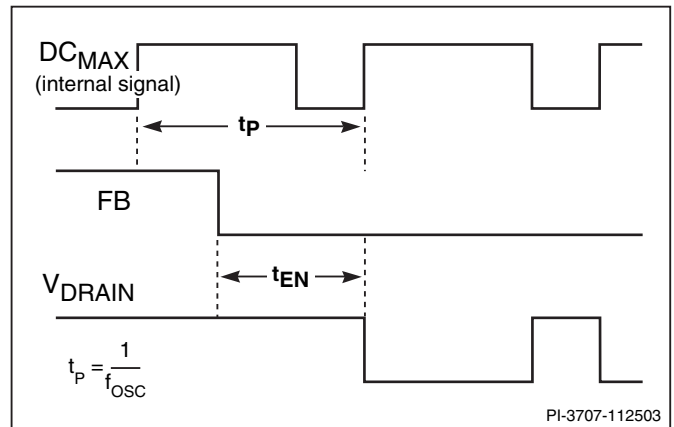 DCMAX
(internal signal)
tP
FB
tEN
VDRAIN
tP = 1/fOSC
PI-3707-112503